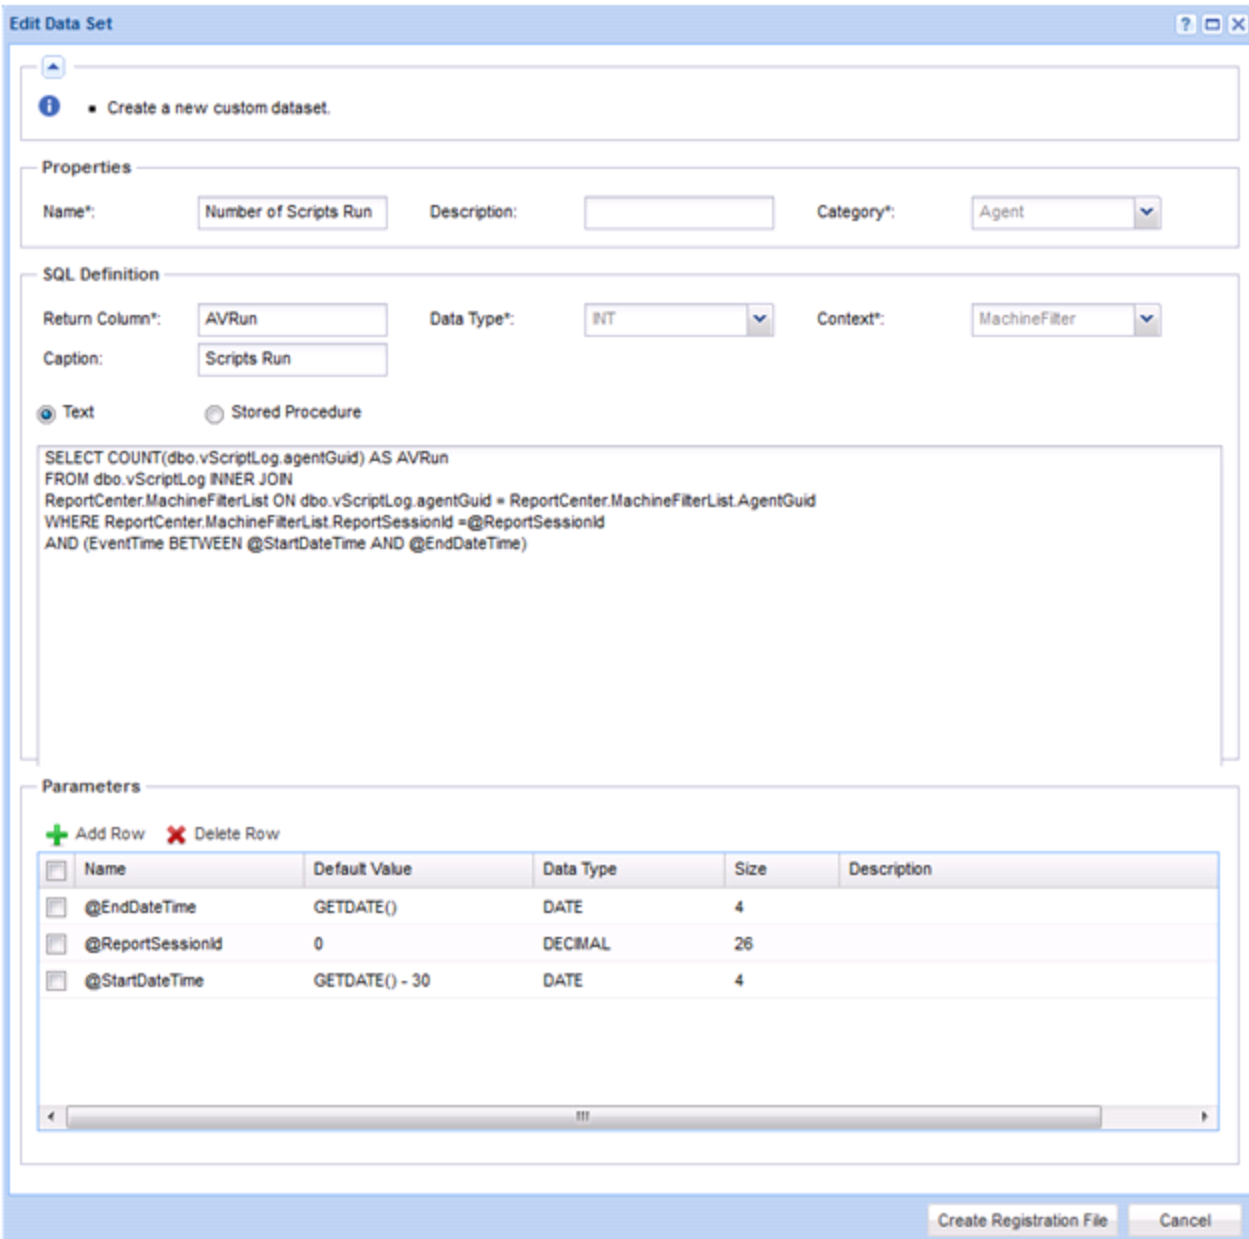 Edit Data Set
?
Create a new custom dataset.
Properties
Name*: Number of Scripts Run Description: Category*: Agent
SQL Definition
Return Column*: AVRun Data Type*: INT Context*: MachineFilter
Caption: Scripts Run
Text Stored Procedure
SELECT COUNT(dbo.vScriptLog.agentGuid) AS AVRun
FROM dbo.vScriptLog INNER JOIN
ReportCenter.MachineFilterList ON dbo.vScriptLog.agentGuid = ReportCenter.MachineFilterList.AgentGuid
WHERE ReportCenter.MachineFilterList.ReportSessionId =@ReportSessionId
AND (EventTime BETWEEN @StartDateTime AND @EndDateTime)
Parameters
Add Row Delete Row
Name Default Value Data Type Size Description
@EndDateTime GETDATE() DATE 4
@ReportSessionId 0 DECIMAL 26
@StartDateTime GETDATE() - 30 DATE 4
Create Registration File Cancel